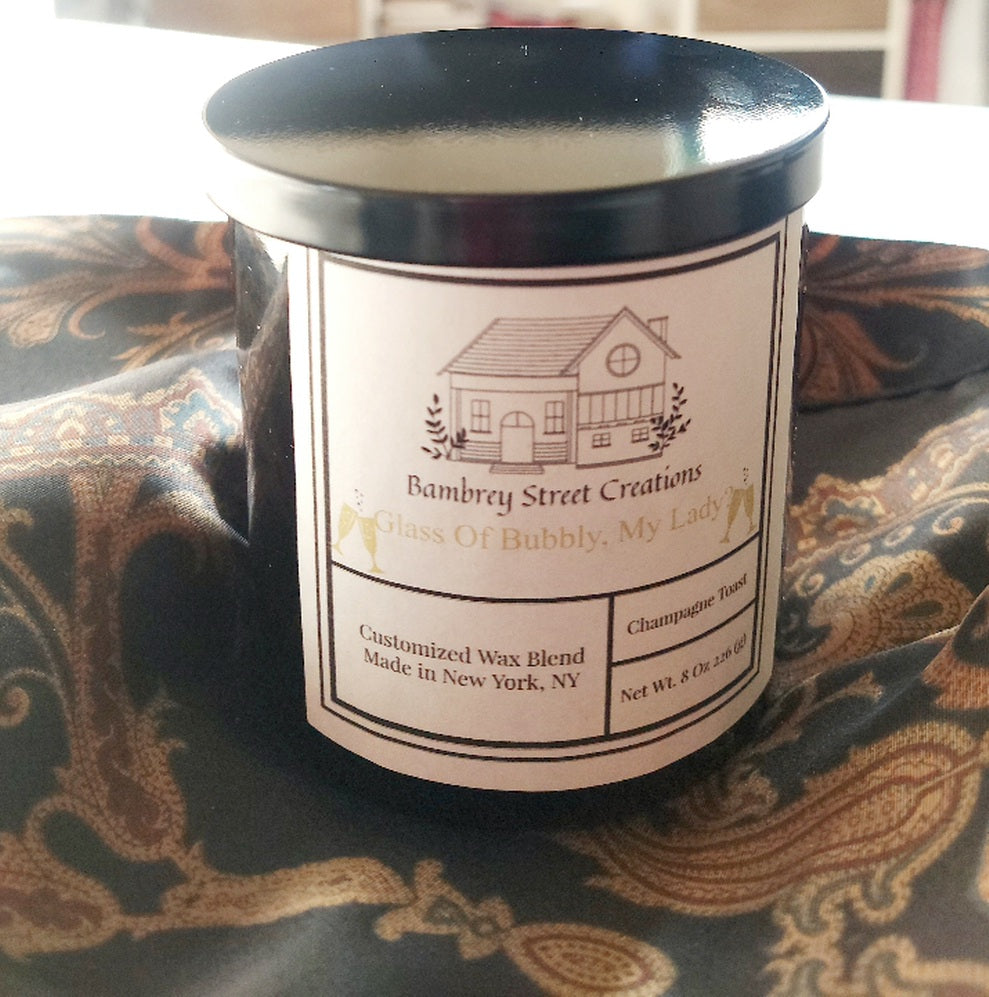 Bambrey Street Creations
Glass Of Bubbly, My Lady?
Customized Wax Blend
Made in New York, NY
Champagne Toast
Net Wt. 8 Oz 226 (g)